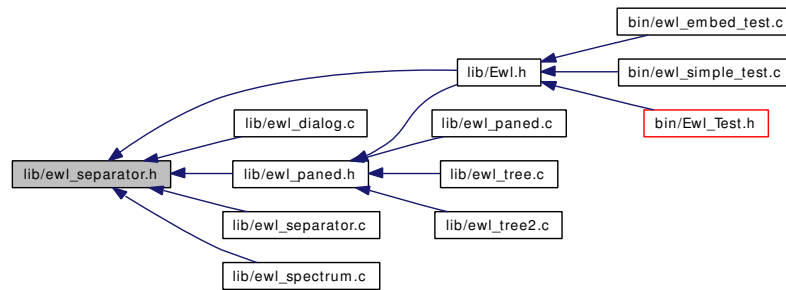 bin/ewl_embed_test.c
lib/Ewl.h
bin/ewl_simple_test.c
lib/ewl_dialog.c
lib/ewl_paned.c
bin/Ewl_Test.h
lib/ewl_separator.h
lib/ewl_paned.h
lib/ewl_tree.c
lib/ewl_separator.c
lib/ewl_tree2.c
lib/ewl_spectrum.c